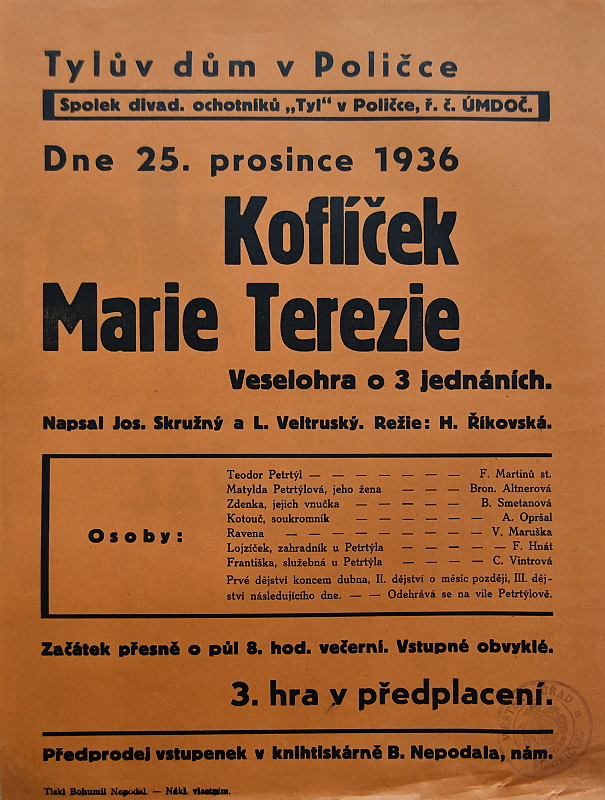 Tylův dům v Poličce
Spolek divad. ochotníků „Tyl“ v Poličce, ř. č. ÚMDOČ.
Dne 25. prosince 1936
Koflíček
Marie Terezie
Veselohra o 3 jednáních.
Napsal Jos. Skružný a L. Veltruský. Režie: H. Říkovská.
Osoby:
Teodor Petrtýl — — — — — — — F. Martinů st.
Matylda Petrtýlová, jeho žena — — — — Bron. Altnerová
Zdenka, jejich vnučka — — — — — — B. Smetanová
Kotouč, soukromník — — — — — — — A. Opršal
Ravena — — — — — — — — V. Maruška
Lojzíček, zahradník u Petrtýla — — — — — F. Hnát
Františka, služebná u Petrtýla — — — — C. Vintrová
Prvé dějství koncem dubna, II. dějství o měsíc později, III. děj-
ství následujícího dne. — — Odehrává se na vile Petrtýlově.
Začátek přesně o půl 8. hod. večerní. Vstupné obvyklé.
3. hra v předplacení.
Předprodej vstupenek v knihtiskárně B. Nepodala, nám.
Tiskl Bohumil Nepodal. — Nákl. vlastním.